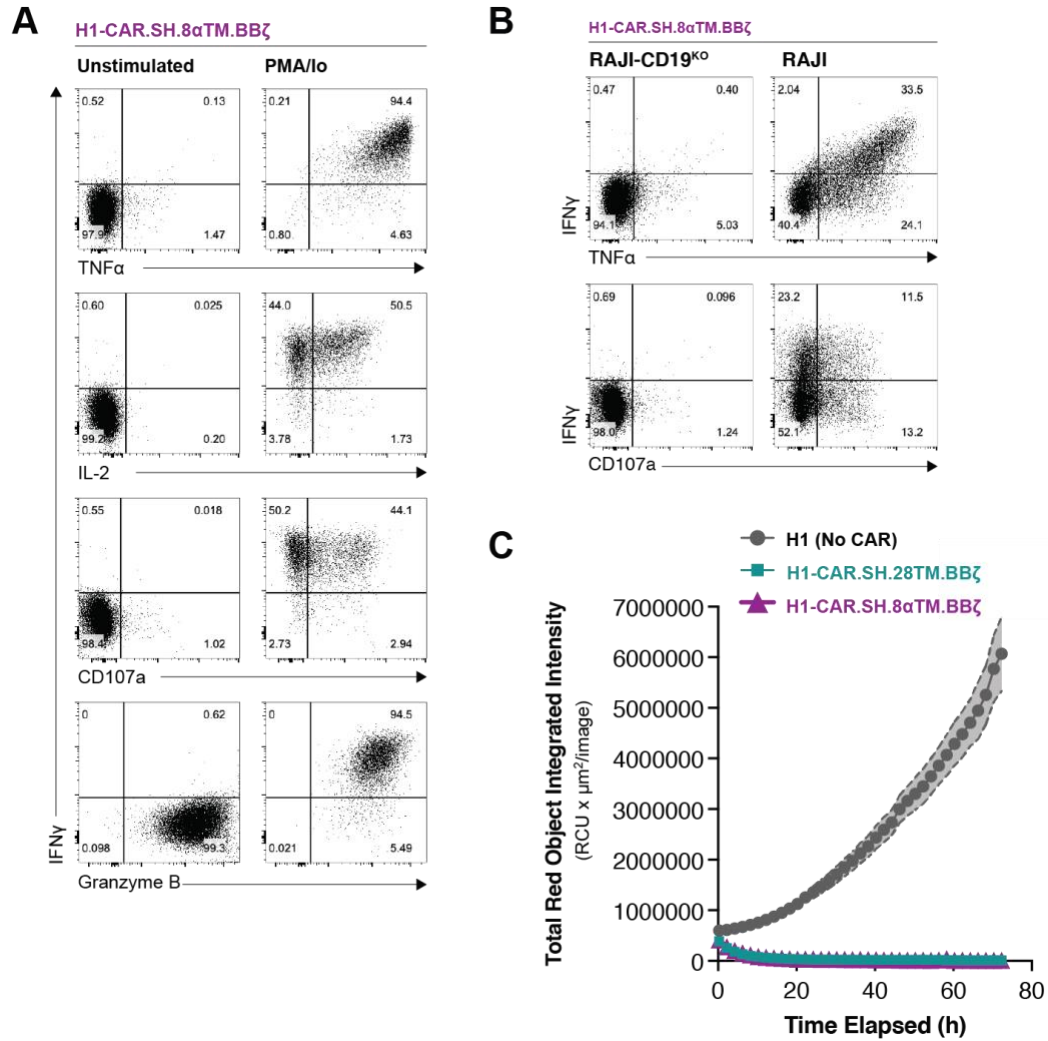 A
H1-CAR.SH.8αTM.BBζ
Unstimulated PMA/Io
0.52 0.13 0.21 94.4
97.9 1.47 0.80 4.63
TNFα
0.60 0.025 44.0 50.5
99.2 0.20 3.78 1.73
IL-2
0.55 0.018 50.2 44.1
98.4 1.02 2.73 2.94
CD107a
0 0.62 0 94.5
0.098 99.3 0.021 5.49
IFNγ
Granzyme B
B
H1-CAR.SH.8αTM.BBζ
RAJI-CD19KO RAJI
0.47 0.40 2.04 33.5
IFNγ
94.1 5.03 40.4 24.1
TNFα
0.69 0.096 23.2 11.5
IFNγ
98.0 1.24 52.1 13.2
CD107a
C
H1 (No CAR)
H1-CAR.SH.28TM.BBζ
H1-CAR.SH.8αTM.BBζ
Total Red Object Integrated Intensity
(RCU x µm²/image)
7000000
6000000
5000000
4000000
3000000
2000000
1000000
0
0 20 40 60 80
Time Elapsed (h)